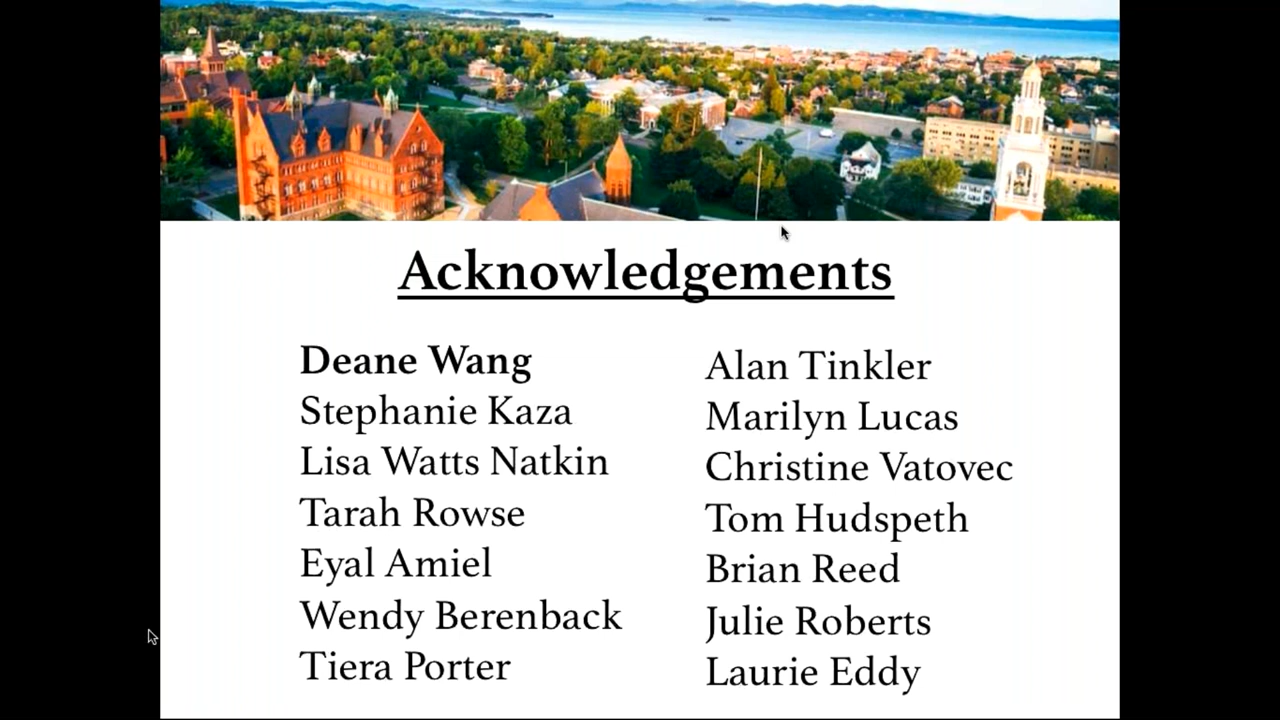 Acknowledgements
Deane Wang
Stephanie Kaza
Lisa Watts Natkin
Tarah Rowse
Eyal Amiel
Wendy Berenback
Tiera Porter
Alan Tinkler
Marilyn Lucas
Christine Vatovec
Tom Hudspeth
Brian Reed
Julie Roberts
Laurie Eddy